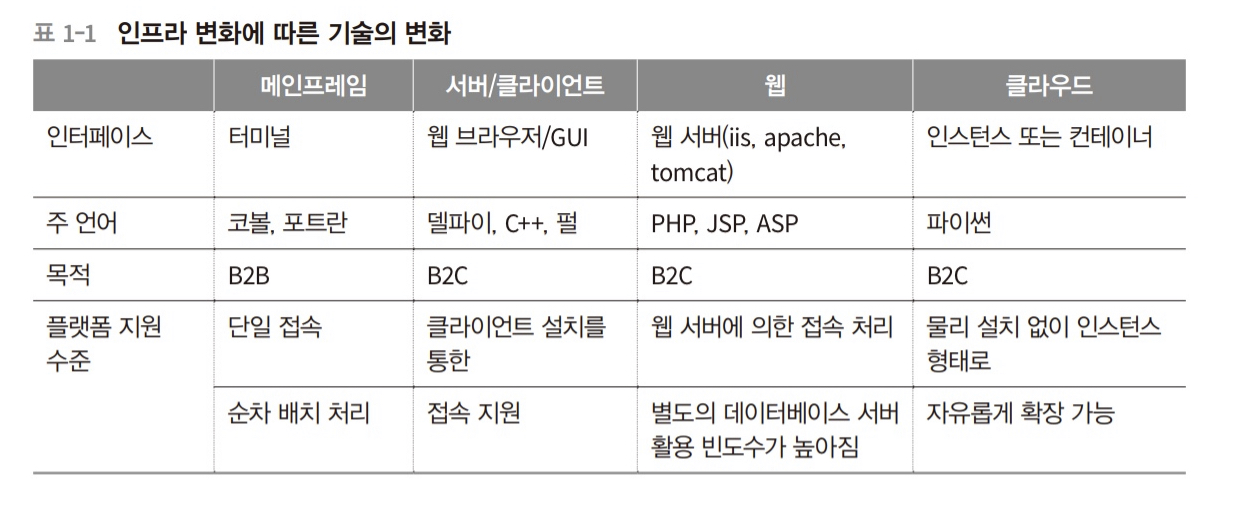 표 1-1 인프라 변화에 따른 기술의 변화
메인프레임 서버/클라이언트 웹 클라우드
인터페이스 터미널 웹 브라우저/GUI 웹 서버(iis, apache, 인스턴스 또는 컨테이너
tomcat)
주 언어 코볼, 포트란 델파이, C++, 펄 PHP, JSP, ASP 파이썬
목적 B2B B2C B2C B2C
플랫폼 지원 단일 접속 클라이언트 설치를 웹 서버에 의한 접속 처리 물리 설치 없이 인스턴스
수준 통한 형태로
순차 배치 처리 접속 지원 별도의 데이터베이스 서버 자유롭게 확장 가능
활용 빈도수가 높아짐